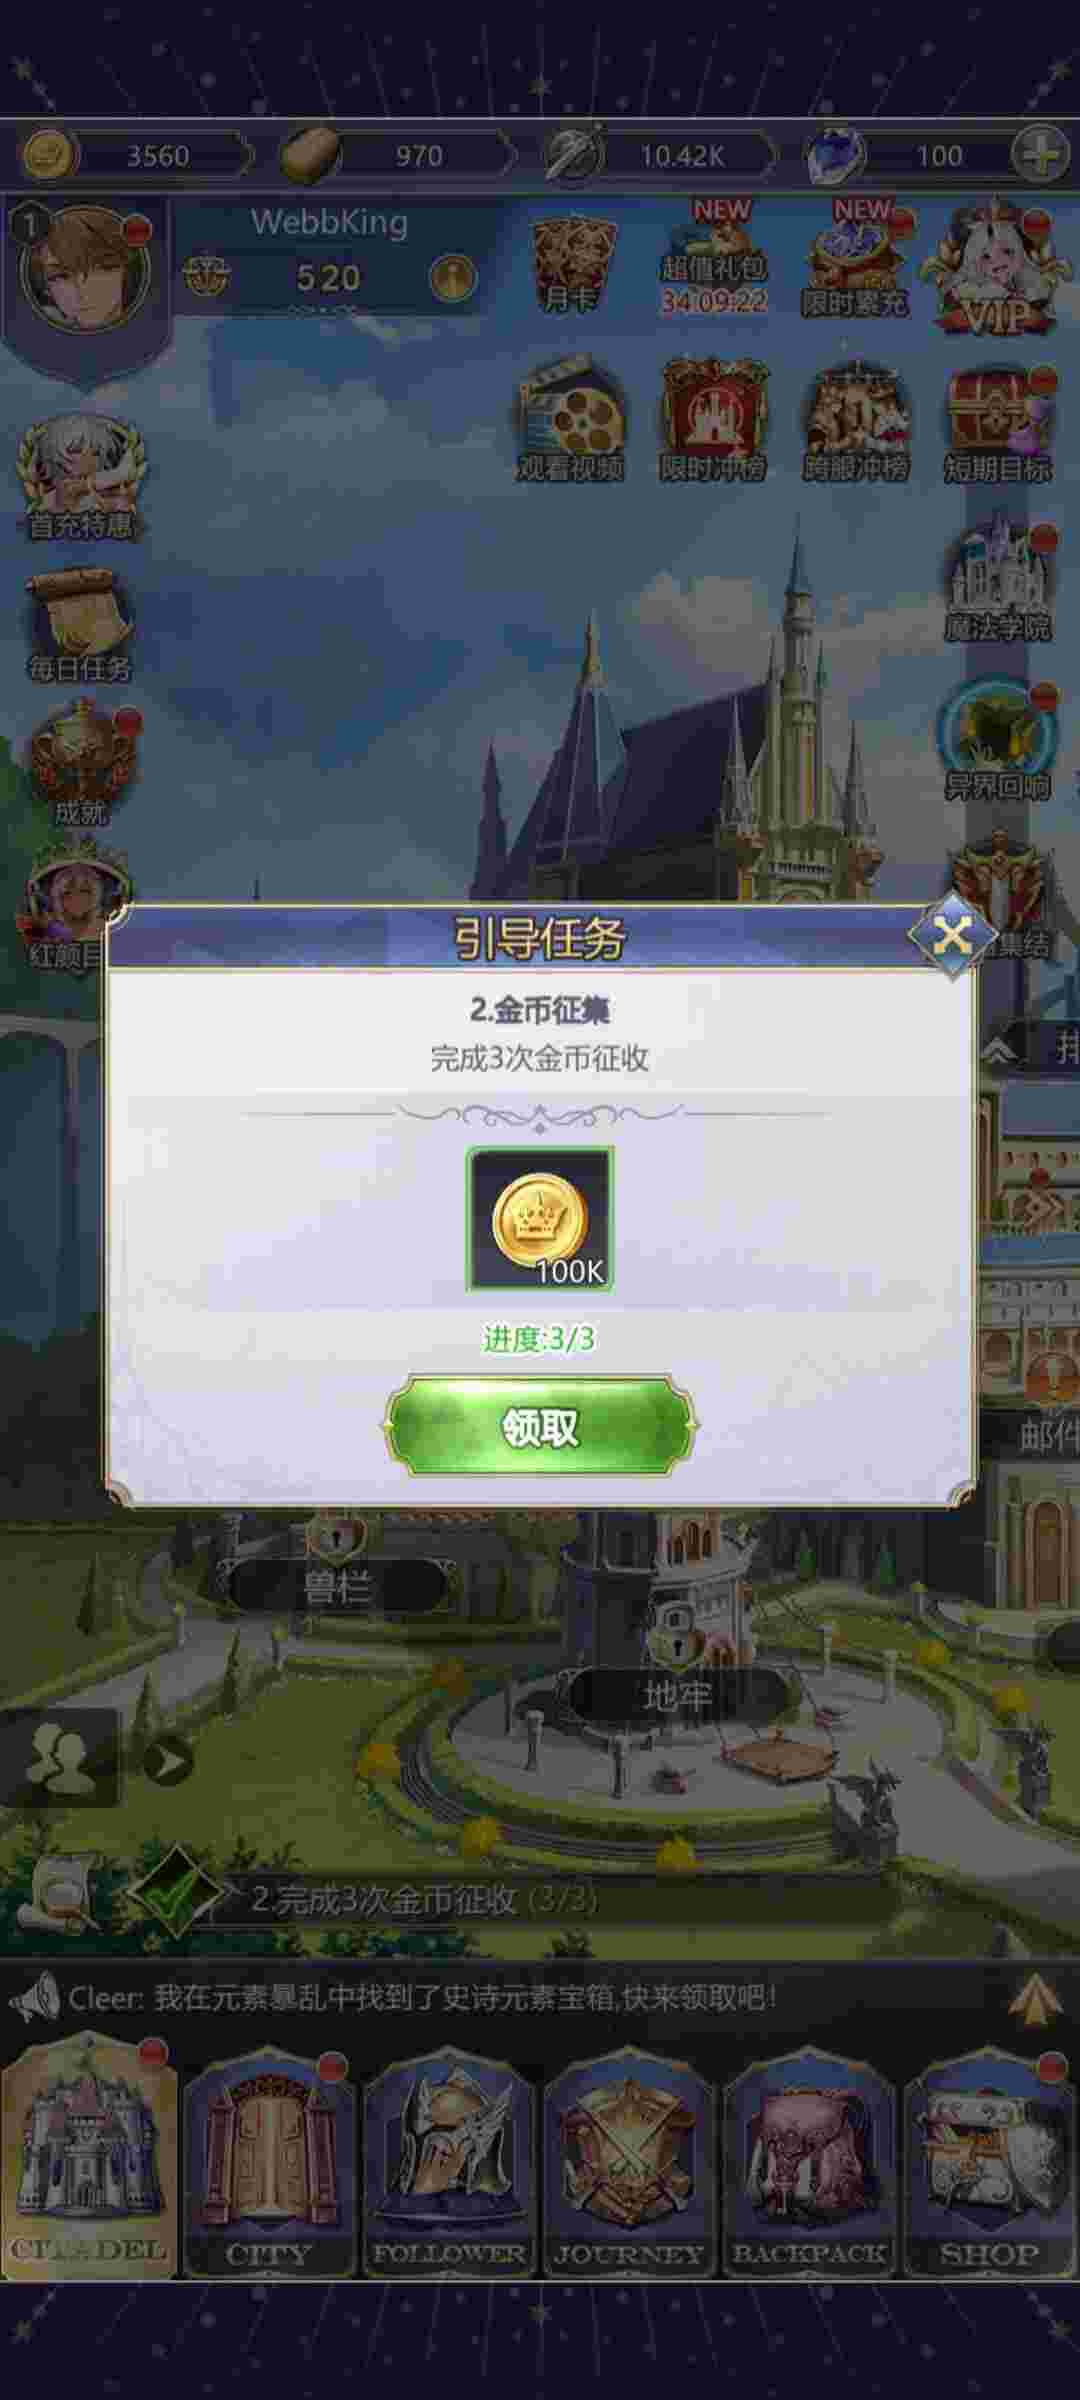 3560
970
10.42K
100
1
WebbKing
520
月卡
NEW
超值礼包
34:09:22
NEW
限时累充
VIP
观看视频
限时冲榜
跨服冲榜
短期目标
首充特惠
魔法学院
每日任务
异界回响
成就
红颜
集结
引导任务
2.金币征集
完成3次金币征收
100K
进度:3/3
领取
邮件
兽栏
地牢
2.完成3次金币征收 (3/3)
Cleer: 我在元素暴乱中找到了史诗元素宝箱,快来领取吧!
CITADEL
CITY
FOLLOWER
JOURNEY
BACKPACK
SHOP